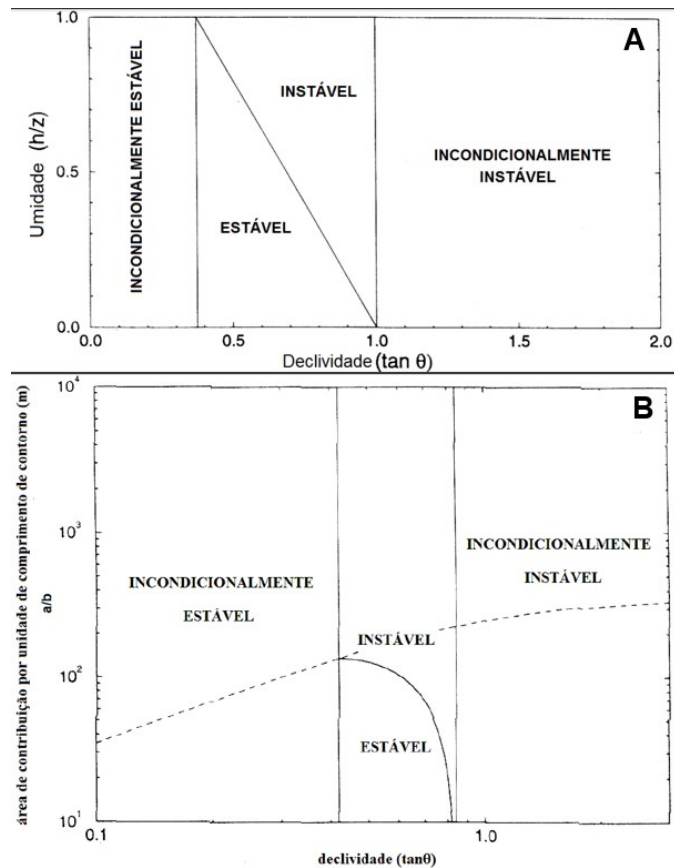 A
1.0
0.5
0.0
Umidade (h/z)
INCONDICIONALMENTE ESTÁVEL
INSTÁVEL
ESTÁVEL
INCONDICIONALMENTE
INSTÁVEL
0.0 0.5 1.0 1.5 2.0
Declividade (tan θ)
B
10⁴
10³
10²
10¹
área de contribuição por unidade de comprimento de contorno (m)
a/b
INCONDICIONALMENTE
ESTÁVEL
INSTÁVEL
ESTÁVEL
INCONDICIONALMENTE
INSTÁVEL
0.1 1.0
declividade (tanθ)